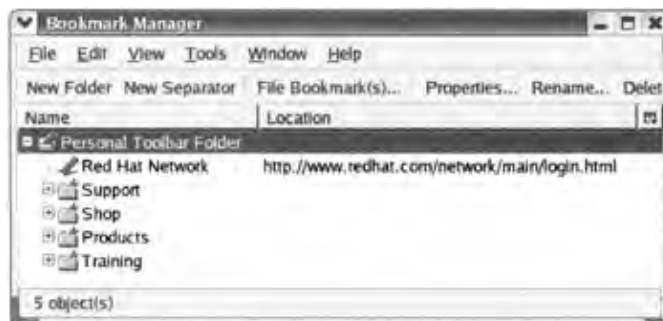 Bookmark Manager
File Edit View Tools Window Help
New Folder New Separator File Bookmark(s)... Properties... Rename... Delet
Name Location
Personal Toolbar Folder
Red Hat Network http://www.redhat.com/network/main/login.html
Support
Shop
Products
Training
5 object(s)